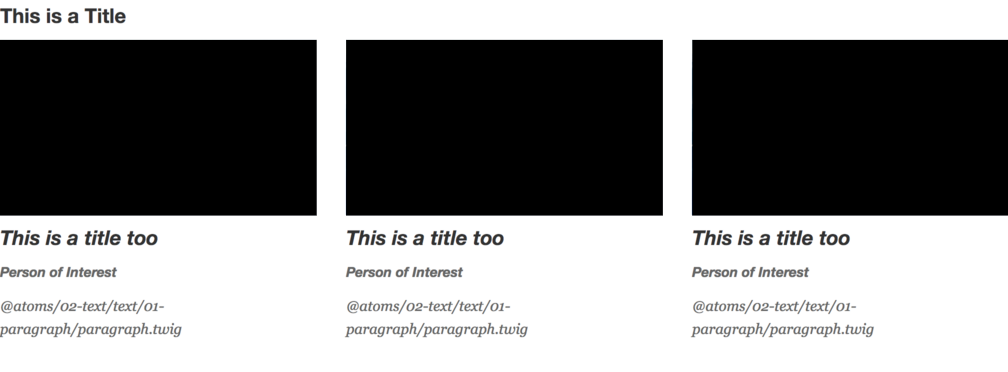 This is a Title
This is a title too
Person of Interest
@atoms/02-text/text/01-
paragraph/paragraph.twig
This is a title too
Person of Interest
@atoms/02-text/text/01-
paragraph/paragraph.twig
This is a title too
Person of Interest
@atoms/02-text/text/01-
paragraph/paragraph.twig